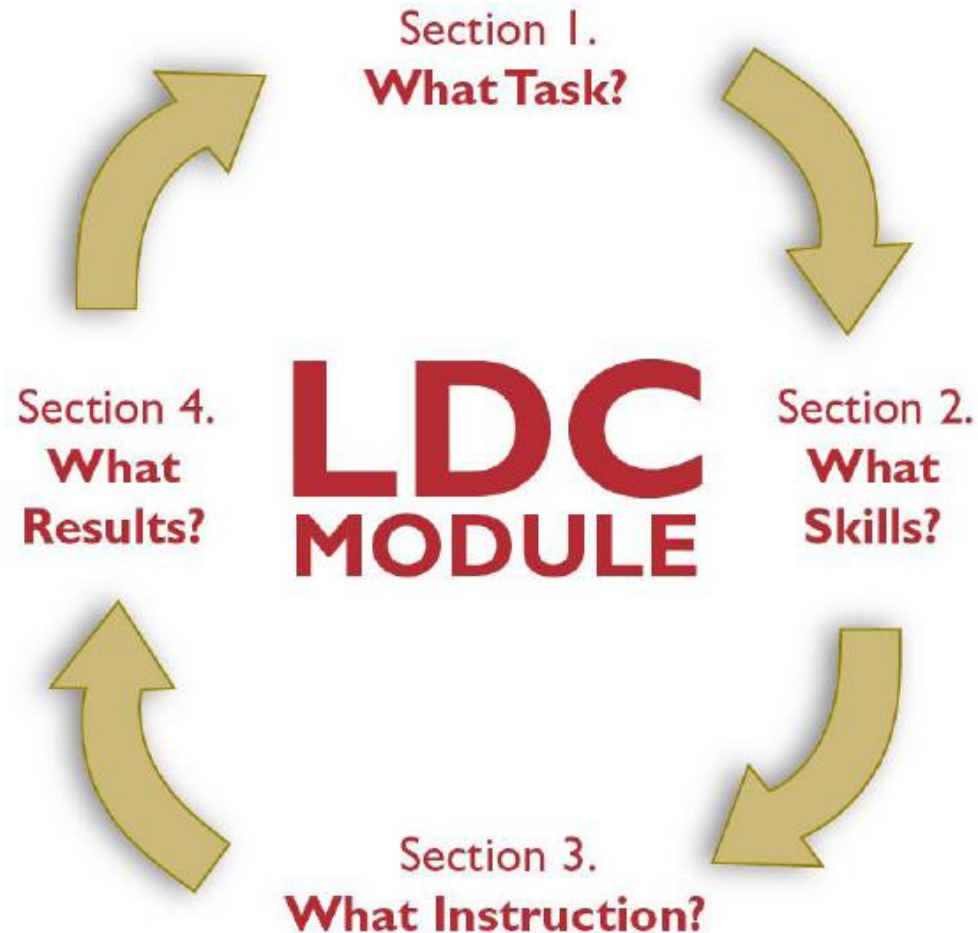 Section 1.
What Task?
Section 2.
What
Skills?
Section 3.
What Instruction?
Section 4.
What
Results?
LDC
MODULE